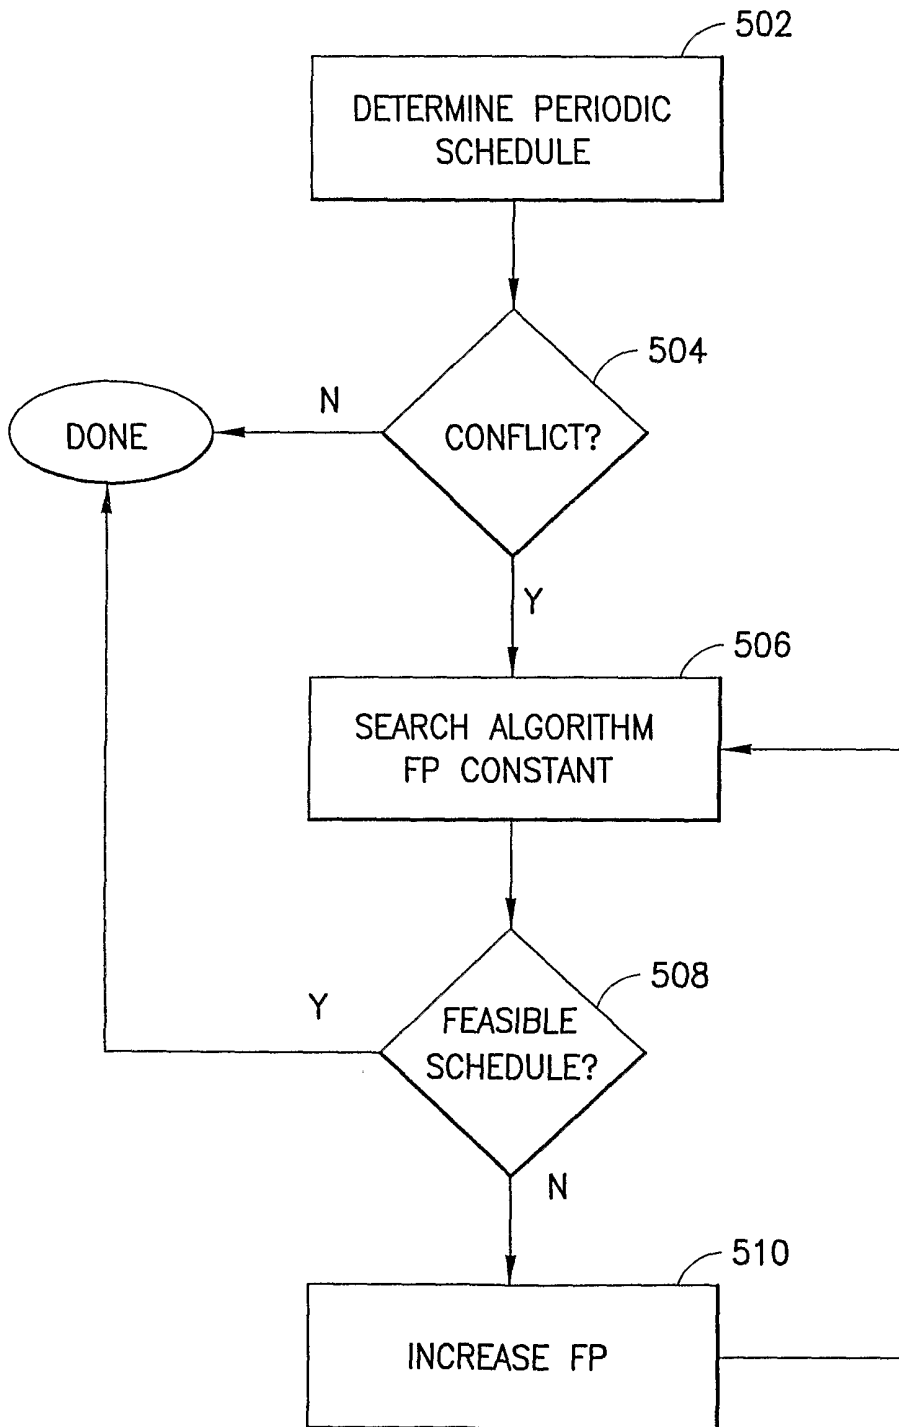 502
DETERMINE PERIODIC
SCHEDULE
504
N
DONE
CONFLICT?
Y
506
SEARCH ALGORITHM
FP CONSTANT
508
Y
FEASIBLE
SCHEDULE?
N
510
INCREASE FP